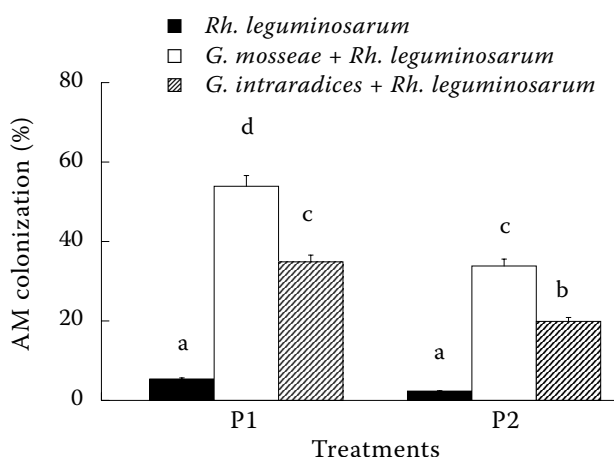 Rh. leguminosarum
G. mosseae + Rh. leguminosarum
G. intraradices + Rh. leguminosarum
AM colonization (%)
80
60
40
20
0
a
d
c
a
c
b
P1
P2
Treatments